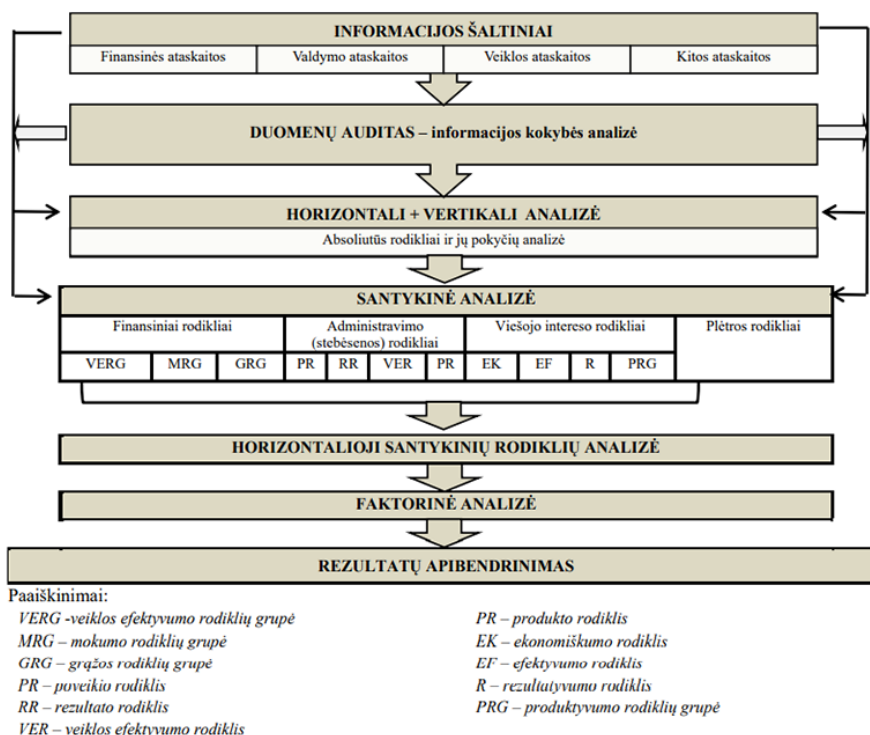 INFORMACIJOS ŠALTINIAI
Finansinės ataskaitos Valdymo ataskaitos Veiklos ataskaitos Kitos ataskaitos
DUOMENŲ AUDITAS – informacijos kokybės analizė
HORIZONTALI + VERTIKALI ANALIZĖ
Absoliutūs rodikliai ir jų pokyčių analizė
SANTYKINĖ ANALIZĖ
Finansiniai rodikliai Administravimo Viešojo intereso rodikliai Plėtros rodikliai
(stebėsenos) rodikliai
VERG MRG GRG PR RR VER PR EK EF R PRG
HORIZONTALIOJI SANTYKINIŲ RODIKLIŲ ANALIZĖ
FAKTORINĖ ANALIZĖ
REZULTATŲ APIBENDRINIMAS
Paaiškinimai:
VERG -veiklos efektyvumo rodiklių grupė
MRG – mokumo rodiklių grupė
GRG – grąžos rodiklių grupė
PR – poveikio rodiklis
RR – rezultato rodiklis
VER – veiklos efektyvumo rodiklis
PR – produkto rodiklis
EK – ekonomiškumo rodiklis
EF – efektyvumo rodiklis
R – rezultatyvumo rodiklis
PRG – produktyvumo rodiklių grupė